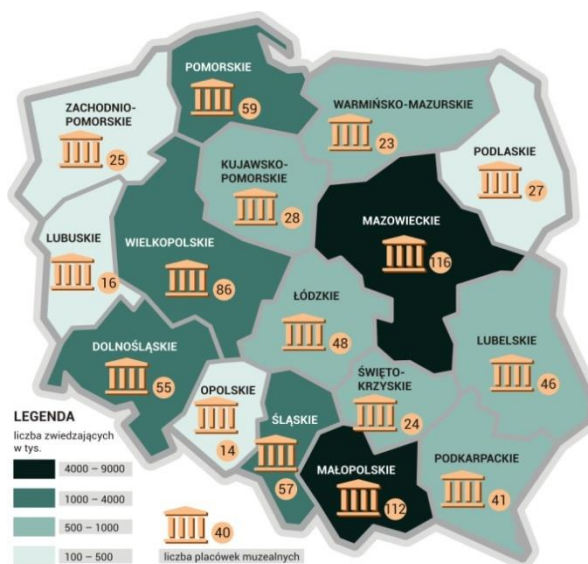 POMORSKIE
59
ZACHODNIO-
POMORSKIE
25
WARMIŃSKO-MAZURSKIE
23
PODLASKIE
27
KUJAWSKO-
POMORSKIE
28
MAZOWIECKIE
116
LUBUSKIE
16
WIELKOPOLSKIE
86
ŁÓDZKIE
48
LUBELSKIE
46
DOLNOŚLĄSKIE
55
OPOLSKIE
14
ŚLĄSKIE
57
ŚWIĘTO-
KRZYSKIE
24
MAŁOPOLSKIE
112
PODKARPACKIE
41
LEGENDA
liczba zwiedzających
w tys.
4000 – 9000
1000 – 4000
500 – 1000
100 – 500
40
liczba placówek muzealnych